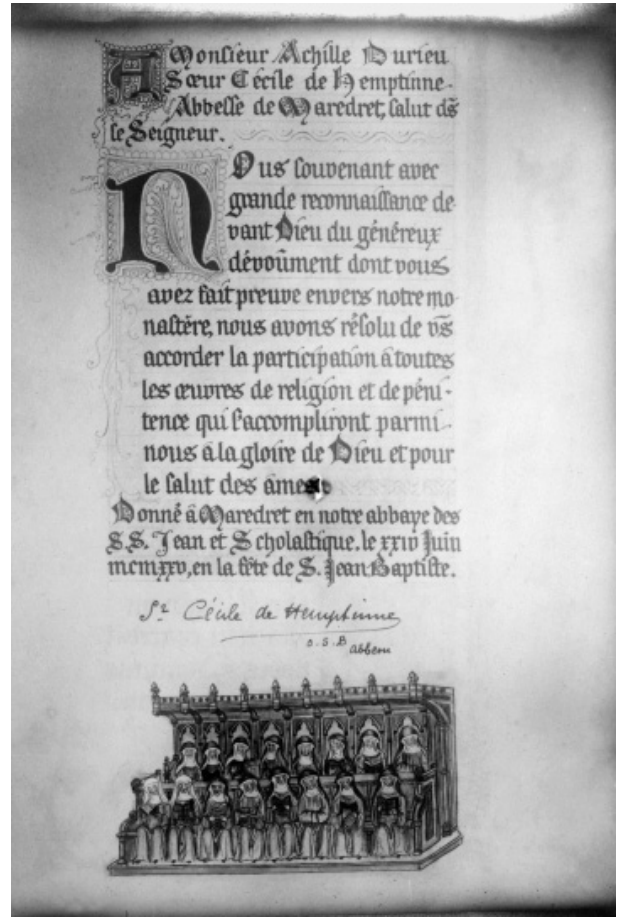 A Monsieur Achille Durieu
Sœur Cécile de Hemptinne.
Abbesse de Maredret, salut ds̄
le Seigneur.
Nous souvenant avec
grande reconnaissance de-
vant Dieu du généreux
dévoûment dont vous
avez fait preuve envers notre mo-
nastère, nous avons résolu de vs̄
accorder la participation à toutes
les œuvres de religion et de péni-
tence qui s'accompliront parmi
nous à la gloire de Dieu et pour
le salut des âmes
Donné à Maredret en notre abbaye des
S.S. Jean et Scholastique. le xxiv Juin
mcmxxv, en la fête de S. Jean Baptiste.
Sr Cécile de Hemptinne
o.s.B
abbesse